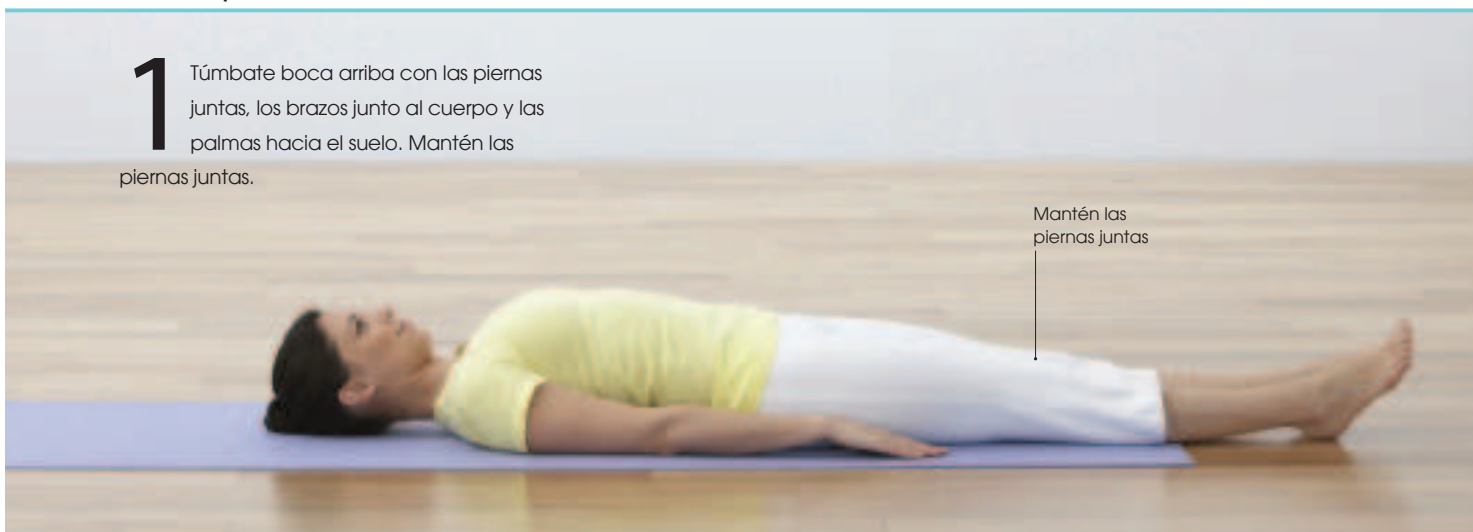 1 Túmbate boca arriba con las piernas
juntas, los brazos junto al cuerpo y las
palmas hacia el suelo. Mantén las
piernas juntas.
Mantén las
piernas juntas